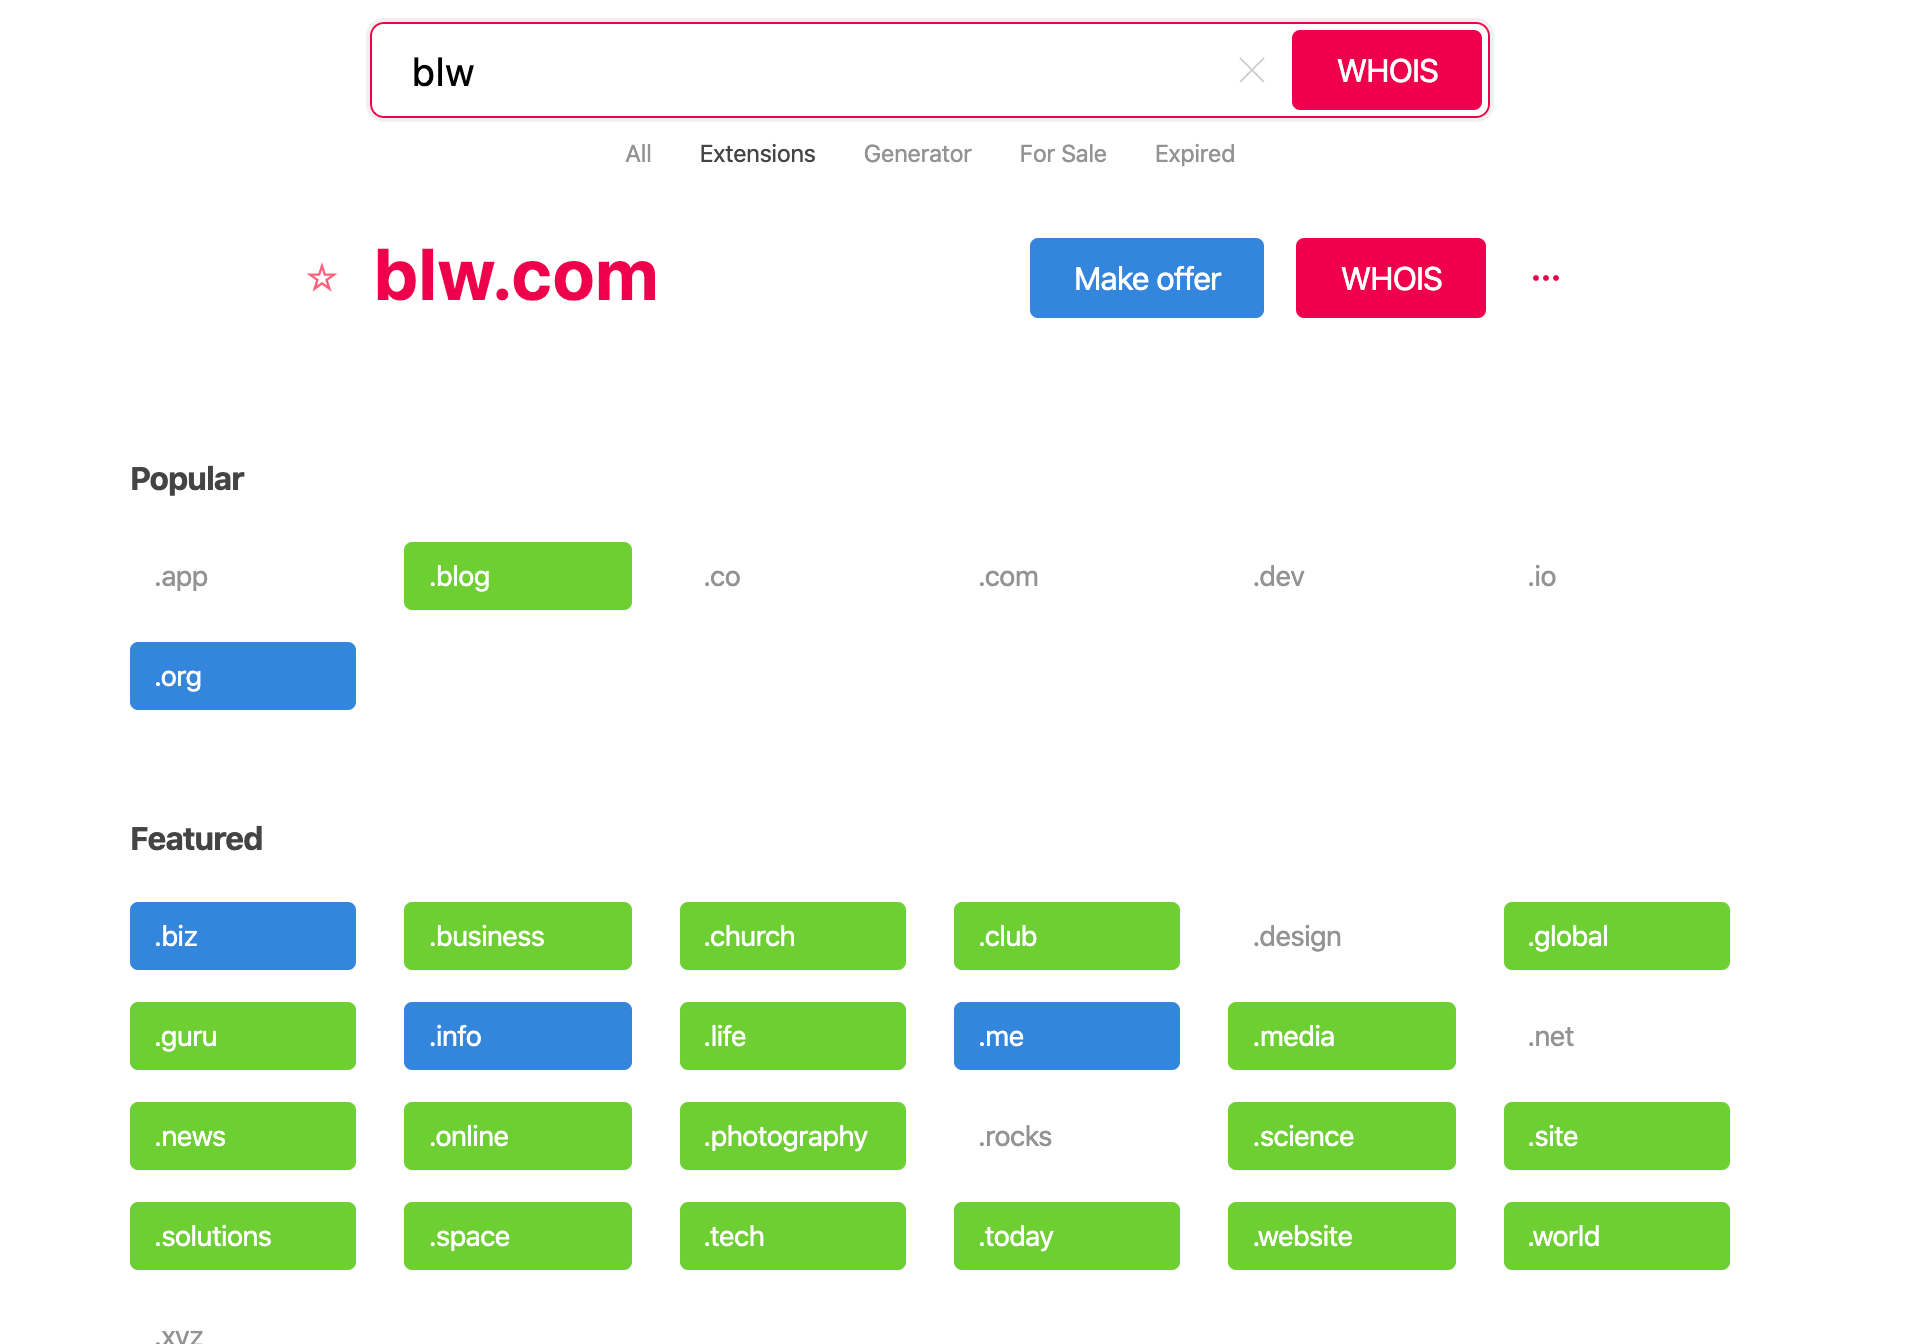 blw WHOIS
All Extensions Generator For Sale Expired
blw.com Make offer WHOIS
Popular
.app .blog .co .com .dev .io
.org
Featured
.biz .business .church .club .design .global
.guru .info .life .me .media .net
.news .online .photography .rocks .science .site
.solutions .space .tech .today .website .world
.xyz